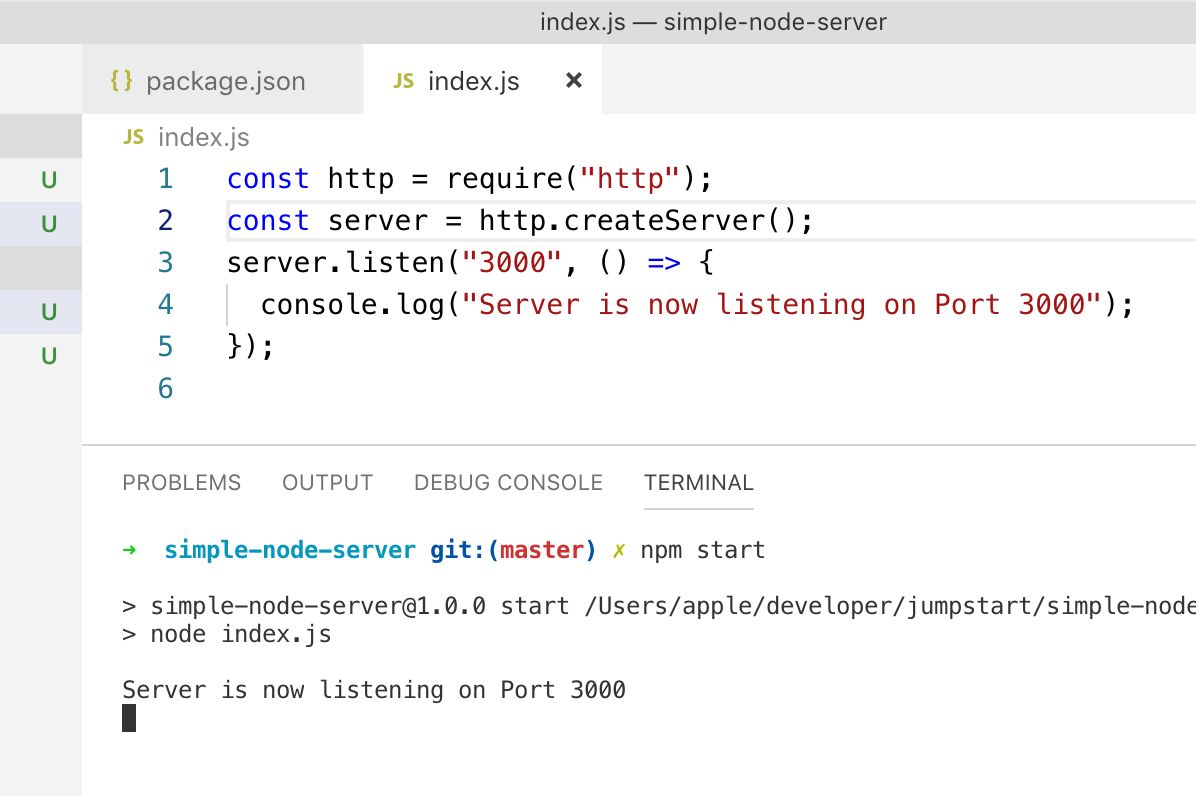 index.js — simple-node-server
{} package.json JS index.js ×
JS index.js
U
U
U
U
1 const http = require("http");
2 const server = http.createServer();
3 server.listen("3000", () => {
4 console.log("Server is now listening on Port 3000");
5 });
6
PROBLEMS OUTPUT DEBUG CONSOLE TERMINAL
➜ simple-node-server git:(master) ✗ npm start
> simple-node-server@1.0.0 start /Users/apple/developer/jumpstart/simple-node
> node index.js
Server is now listening on Port 3000